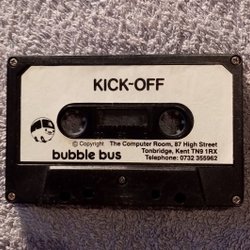 KICK-OFF
© Copyright The Computer Room, 87 High Street
Tonbridge, Kent TN9 1RX
Telephone: 0732 355962
bubble bus